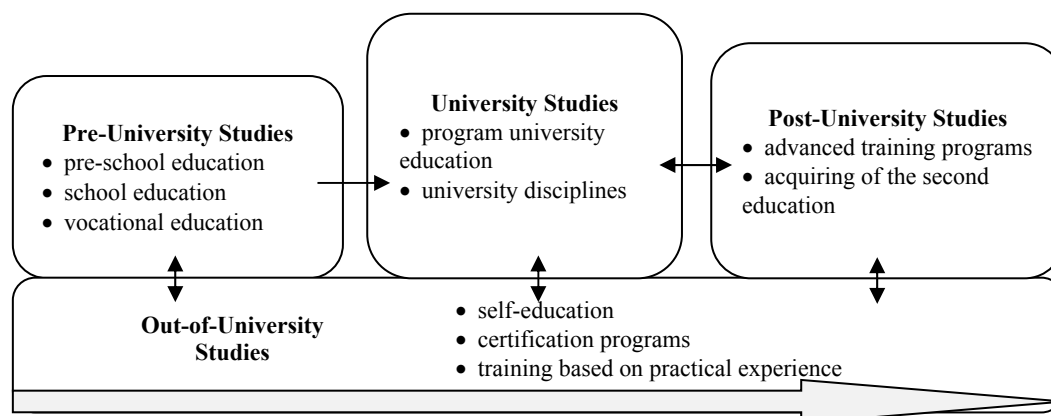 Pre-University Studies
• pre-school education
• school education
• vocational education
University Studies
• program university
education
• university disciplines
Post-University Studies
• advanced training programs
• acquiring of the second
education
Out-of-University
Studies
• self-education
• certification programs
• training based on practical experience